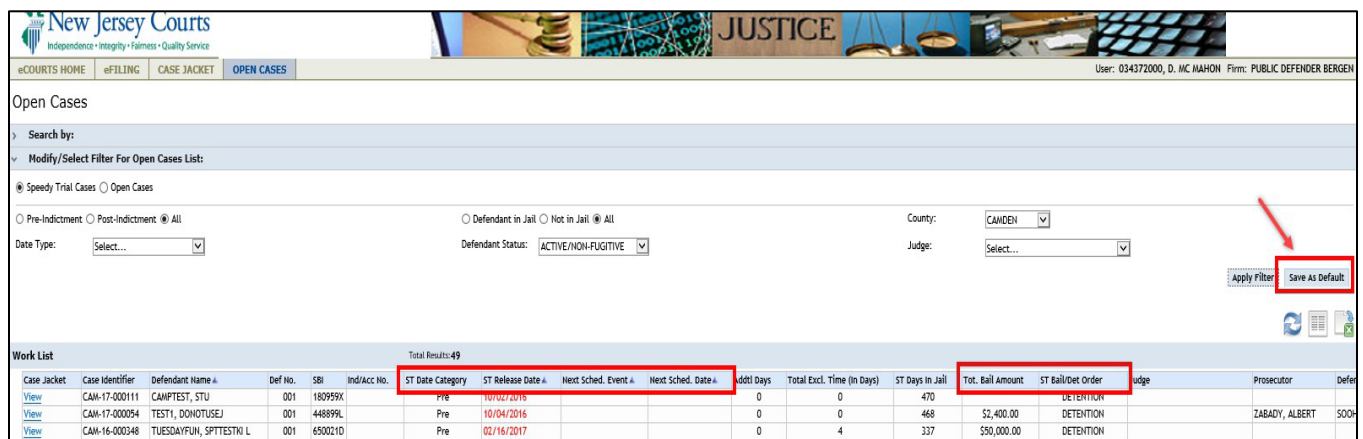 New Jersey Courts
Independence • Integrity • Fairness • Quality Service
JUSTICE
eCOURTS HOME eFILING CASE JACKET OPEN CASES User: 034372000, D. MC MAHON Firm: PUBLIC DEFENDER BERGEN
Open Cases
Search by:
Modify/Select Filter For Open Cases List:
Speedy Trial Cases Open Cases
Pre-Indictment Post-Indictment All Defendant in Jail Not in Jail All County: CAMDEN
Date Type: Select... Defendant Status: ACTIVE/NON-FUGITIVE Judge: Select...
Apply Filter Save As Default
Work List Total Results: 49
Case Jacket Case Identifier Defendant Name Def No. SBI Ind/Acc No. ST Date Category ST Release Date Next Sched. Event Next Sched. Date Addtl Days Total Excl. Time (In Days) ST Days In Jail Tot. Bail Amount ST Bail/Det Order udge Prosecutor Defer
View CAM-17-000111 CAMPTEST, STU 001 180959X Pre 10/02/2016 0 0 470 DETENTION
View CAM-17-000054 TEST1, DONOTUSEJ 001 448899L Pre 10/04/2016 0 0 468 $2,400.00 DETENTION ZABADY, ALBERT SOOH
View CAM-16-000348 TUESDAYFUN, SPTTESTKI L 001 650021D Pre 02/16/2017 0 4 337 $50,000.00 DETENTION